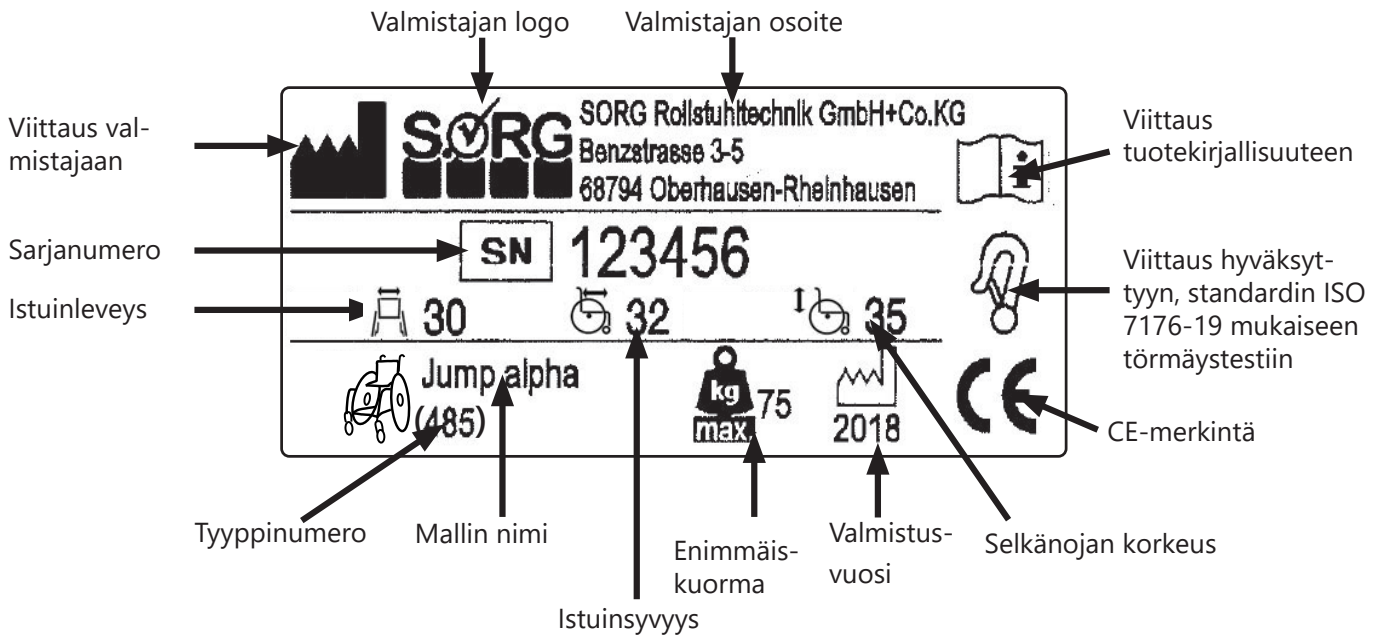 Valmistajan logo
Valmistajan osoite
Viittaus val-
mistajaan
SORG
SORG Rollstuhltechnik GmbH+Co.KG
Benzstrasse 3-5
68794 Oberhausen-Rheinhausen
Viittaus
tuotekirjallisuuteen
Sarjanumero
SN 123456
Viittaus hyväksyt-
tyyn, standardin ISO
7176-19 mukaiseen
törmäystestiin
Istuinleveys
30
32
35
Jump alpha
(485)
kg
max
75
2018
CE
CE-merkintä
Tyyppinumero
Mallin nimi
Enimmäis-
kuorma
Valmistus-
vuosi
Selkänojan korkeus
Istuinsyvyys